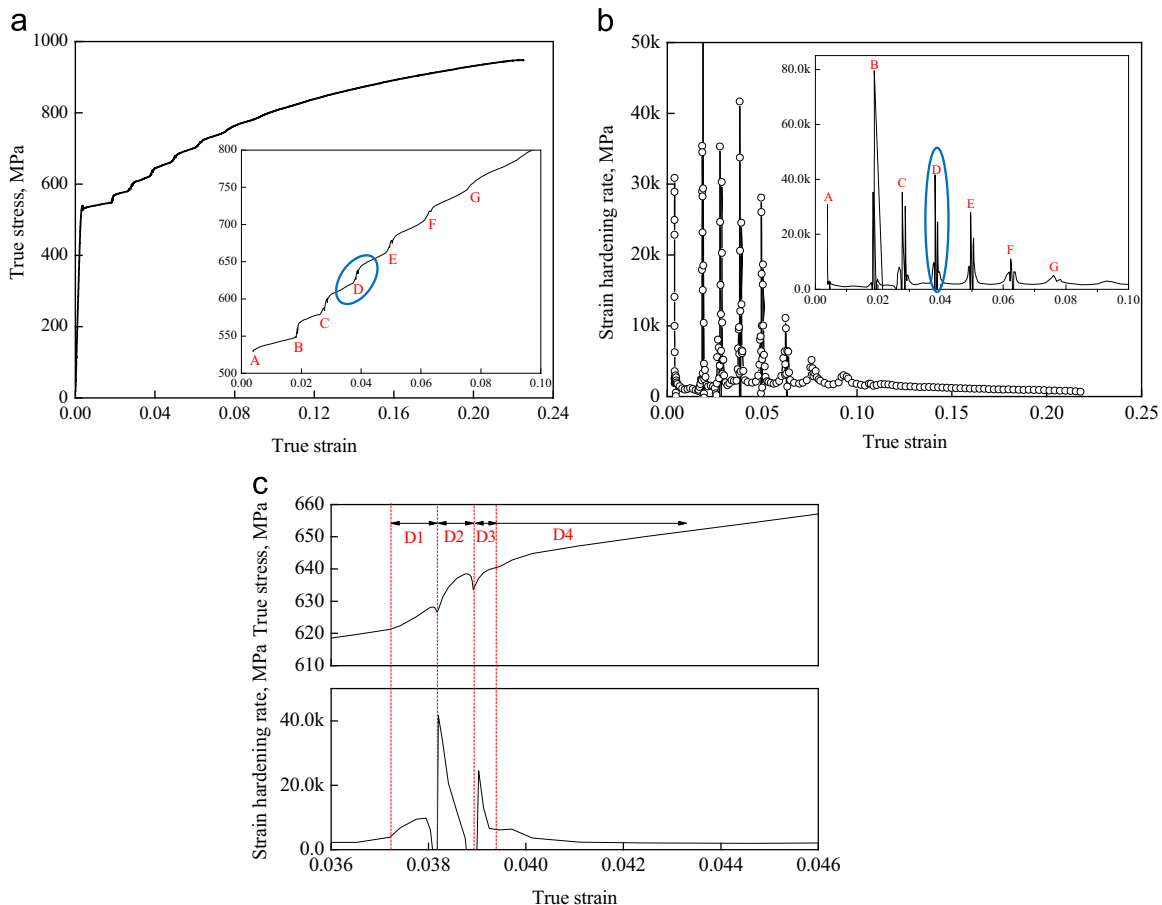 a
1000
800
600
400
200
0
0.00
0.04
0.08
0.12
0.16
0.20
0.24
True stress, MPa
True strain
800
750
700
650
600
550
500
0.00
0.02
0.04
0.06
0.08
0.10
A
B
C
D
E
F
G
b
50k
40k
30k
20k
10k
0
0.00
0.05
0.10
0.15
0.20
0.25
Strain hardening rate, MPa
True strain
80.0k
60.0k
40.0k
20.0k
0.0
0.00
0.02
0.04
0.06
0.08
0.10
A
B
C
D
E
F
G
c
660
650
640
630
620
610
True stress, MPa
D1
D2
D3
D4
40.0k
20.0k
0.0
Strain hardening rate, MPa
0.036
0.038
0.040
0.042
0.044
0.046
True strain